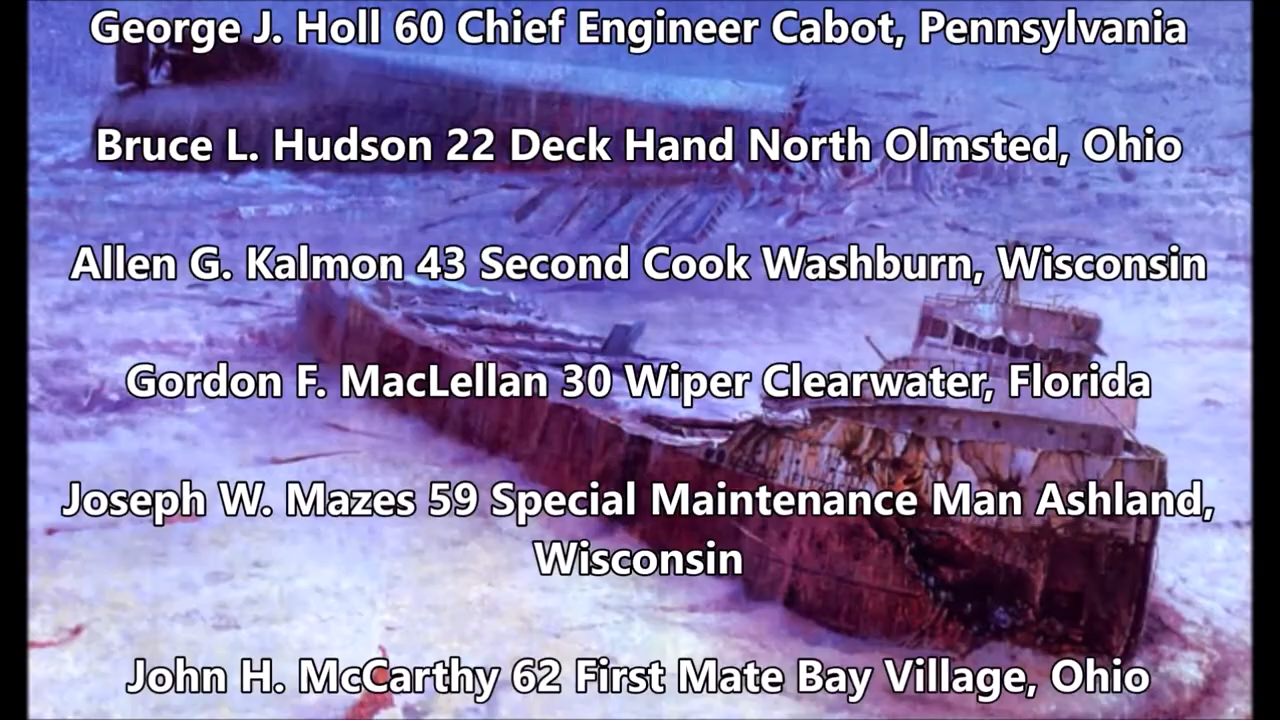 George J. Holl 60 Chief Engineer Cabot, Pennsylvania
Bruce L. Hudson 22 Deck Hand North Olmsted, Ohio
Allen G. Kalmon 43 Second Cook Washburn, Wisconsin
Gordon F. MacLellan 30 Wiper Clearwater, Florida
Joseph W. Mazes 59 Special Maintenance Man Ashland,
Wisconsin
John H. McCarthy 62 First Mate Bay Village, Ohio